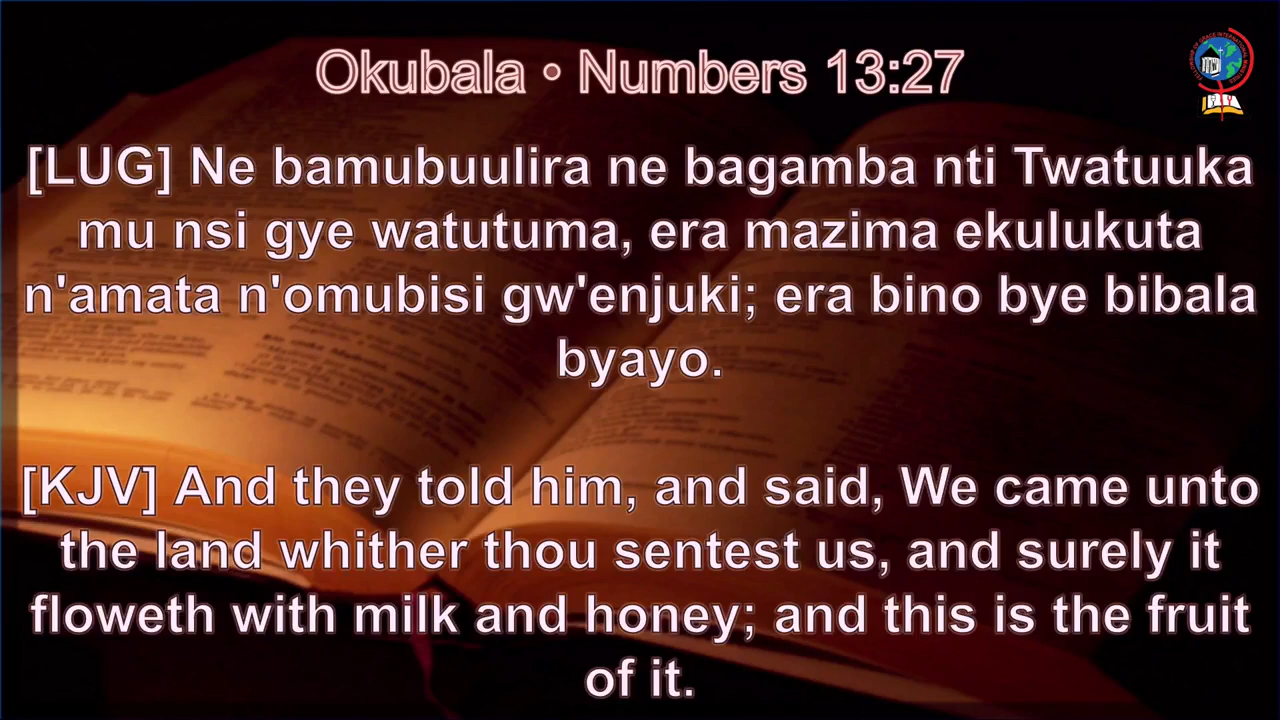 Okubala • Numbers 13:27
[LUG] Ne bamubuulira ne bagamba nti Twatuuka
mu nsi gye watutuma, era mazima ekulukuta
n'amata n'omubisi gw'enjuki; era bino bye bibala
byayo.
[KJV] And they told him, and said, We came unto
the land whither thou sentest us, and surely it
floweth with milk and honey; and this is the fruit
of it.